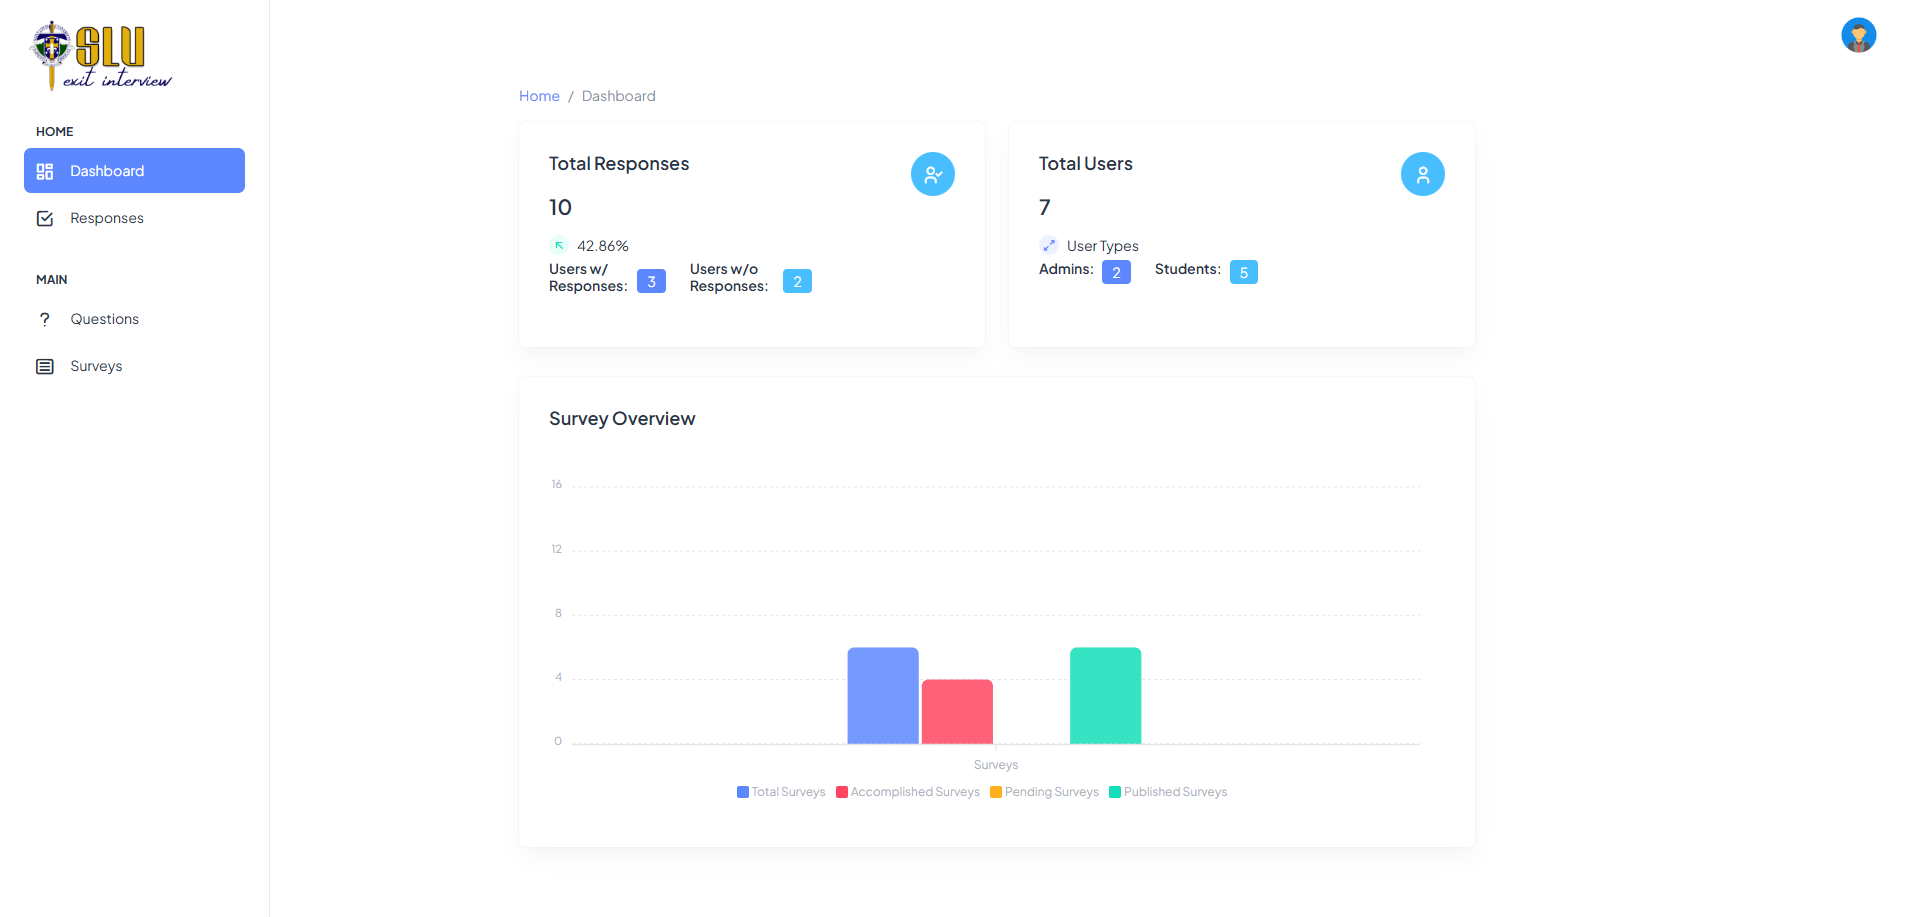 SLU
exit interview
HOME
Dashboard
Responses
MAIN
?
Questions
Surveys
Home / Dashboard
Total Responses
10
42.86%
Users w/
Responses: 3
Users w/o
Responses: 2
Total Users
7
User Types
Admins: 2 Students: 5
Survey Overview
16
12
8
4
0
Surveys
Total Surveys Accomplished Surveys Pending Surveys Published Surveys